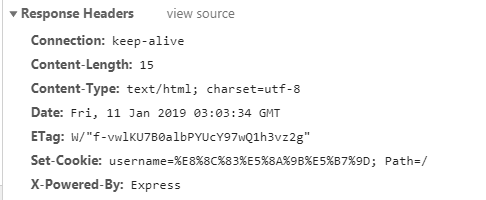 ▼ Response Headers view source
Connection: keep-alive
Content-Length: 15
Content-Type: text/html; charset=utf-8
Date: Fri, 11 Jan 2019 03:03:34 GMT
ETag: W/"f-vwlKU7B0albPYUcY97wQ1h3vz2g"
Set-Cookie: username=%E8%8C%83%E5%8A%9B%E5%B7%9D; Path=/
X-Powered-By: Express